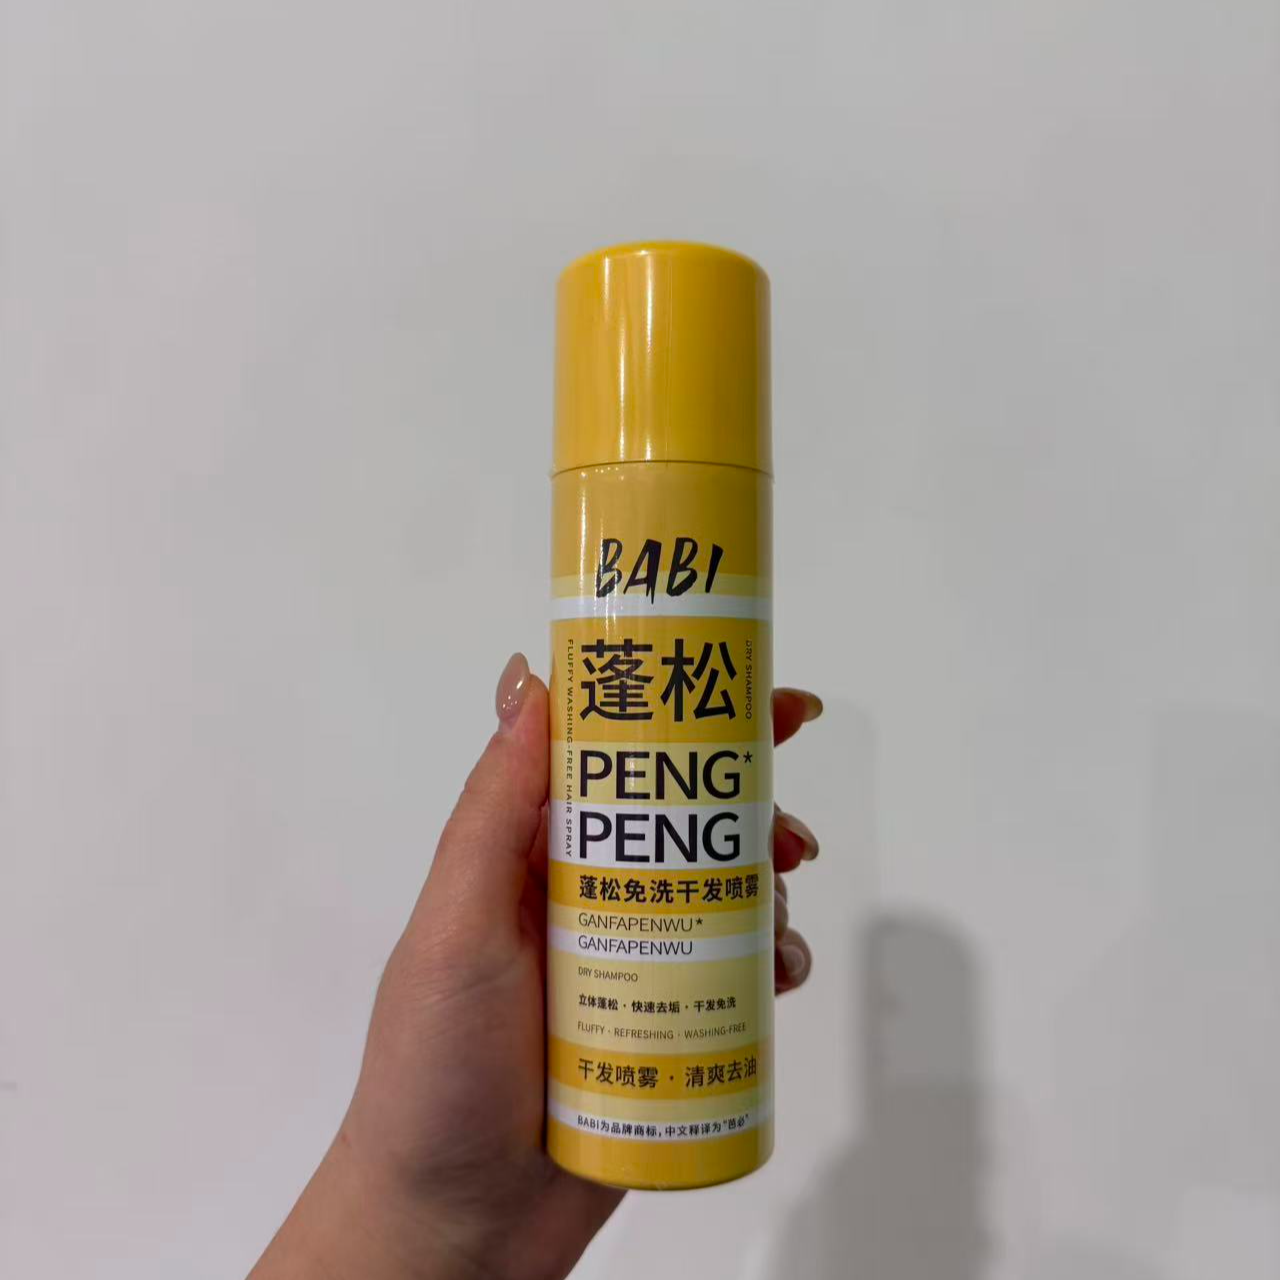 BABI
蓬松
FLUFFY WASHING-FREE HAIR SPRAY
DRY SHAMPOO
PENG*
PENG
蓬松免洗干发喷雾
GANFAPENWU*
GANFAPENWU
DRY SHAMPOO
立体蓬松·快速去垢·干发免洗
FLUFFY · REFRESHING · WASHING-FREE
干发喷雾 · 清爽去油
BABI为品牌商标，中文释译为“芭必”